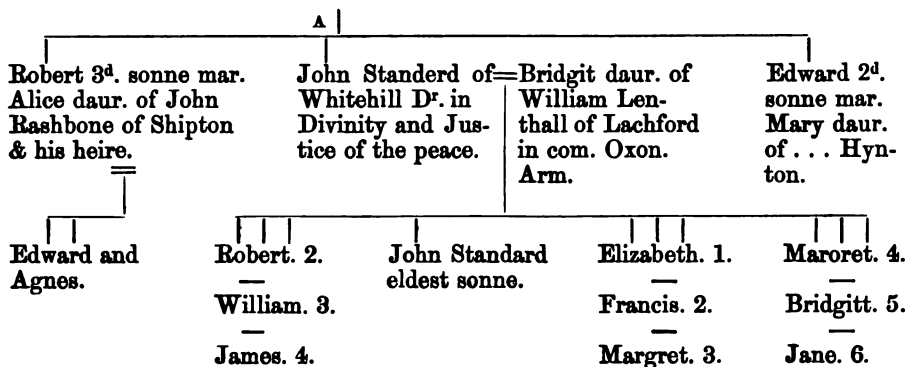 A
Robert 3d. sonne mar.
Alice daur. of John
Rashbone of Shipton
& his heire.
John Standerd of=Bridgit daur. of
Whitehill Dr. in
Divinity and Jus-
tice of the peace.
William Len-
thall of Lachford
in com. Oxon.
Arm.
Edward 2d.
sonne mar.
Mary daur.
of . . . Hyn-
ton.
Edward and
Agnes.
Robert. 2.
William. 3.
James. 4.
John Standard
eldest sonne.
Elizabeth. 1.
Francis. 2.
Margret. 3.
Maroret. 4.
Bridgitt. 5.
Jane. 6.